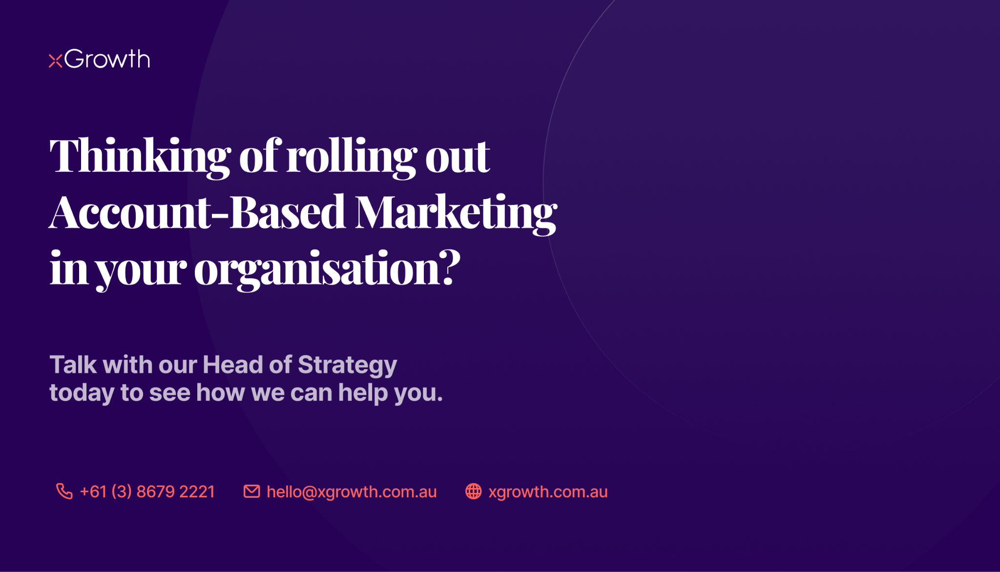 xGrowth
Thinking of rolling out
Account-Based Marketing
in your organisation?
Talk with our Head of Strategy
today to see how we can help you.
+61 (3) 8679 2221 hello@xgrowth.com.au xgrowth.com.au